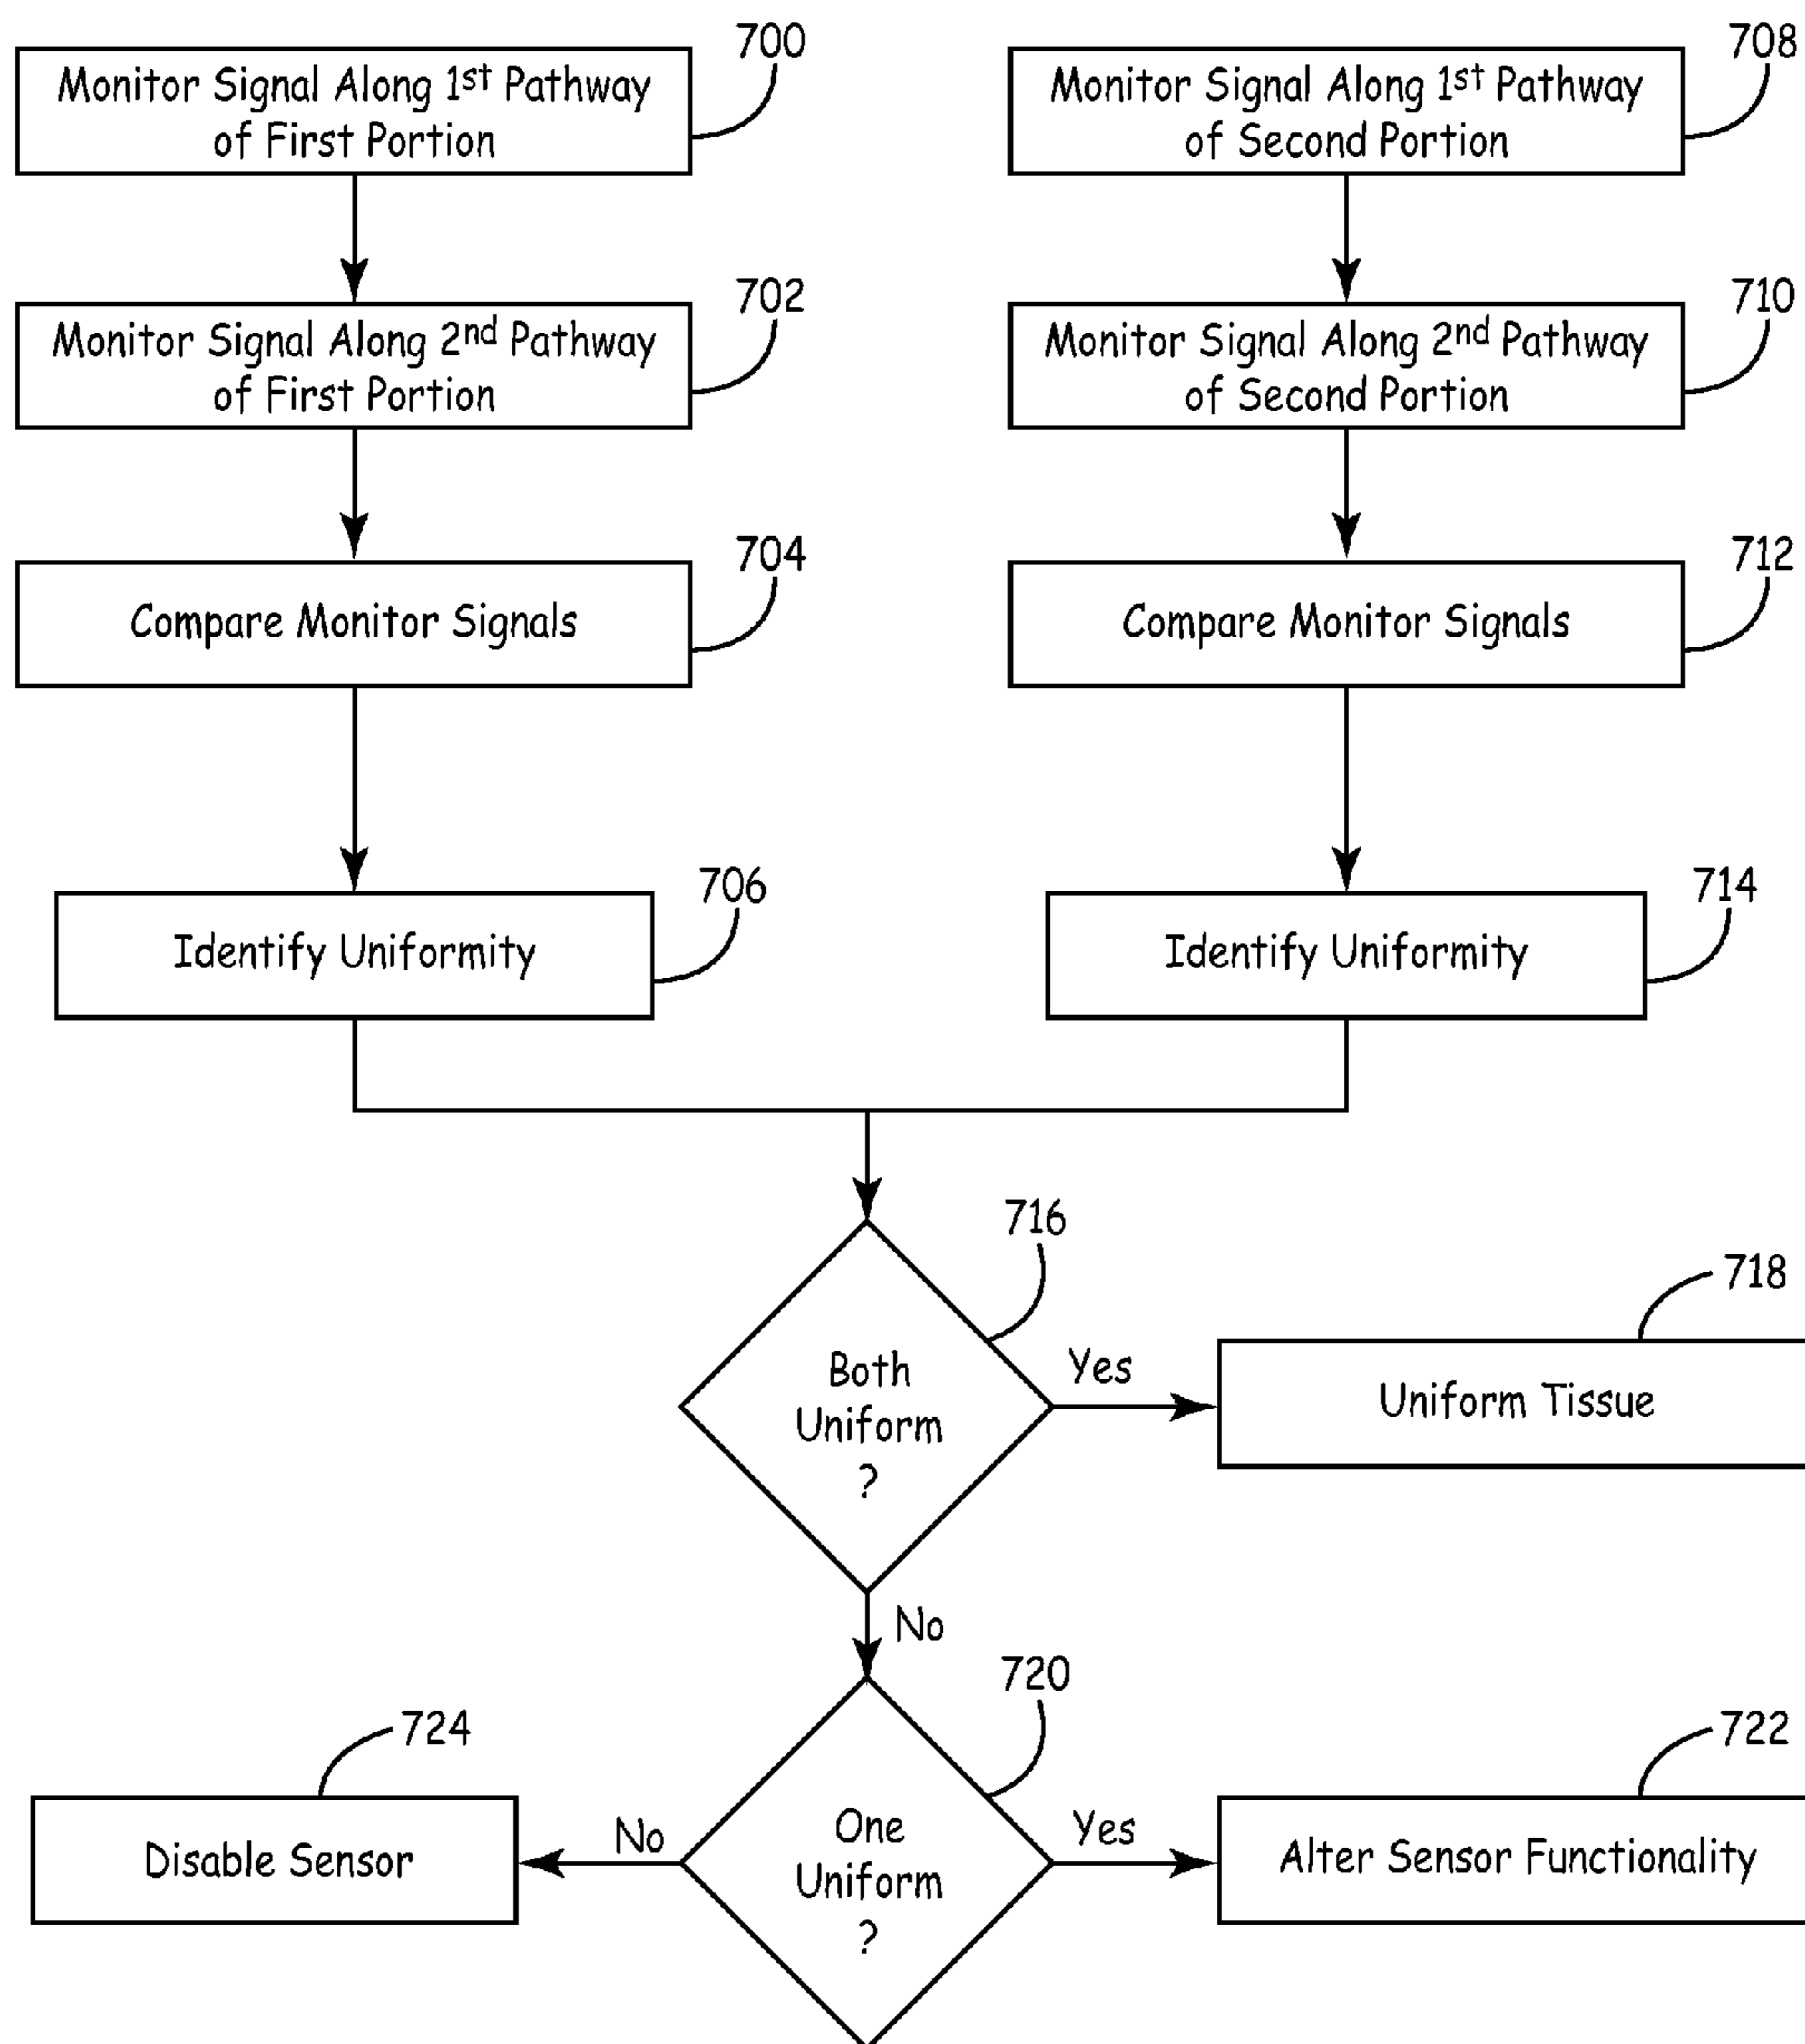 700
Monitor Signal Along 1st Pathway
of First Portion
708
Monitor Signal Along 1st Pathway
of Second Portion
702
Monitor Signal Along 2nd Pathway
of First Portion
710
Monitor Signal Along 2nd Pathway
of Second Portion
704
Compare Monitor Signals
712
Compare Monitor Signals
706
Identify Uniformity
714
Identify Uniformity
716
Both
Uniform
?
Yes
718
Uniform Tissue
No
720
One
Uniform
?
Yes
722
Alter Sensor Functionality
No
724
Disable Sensor